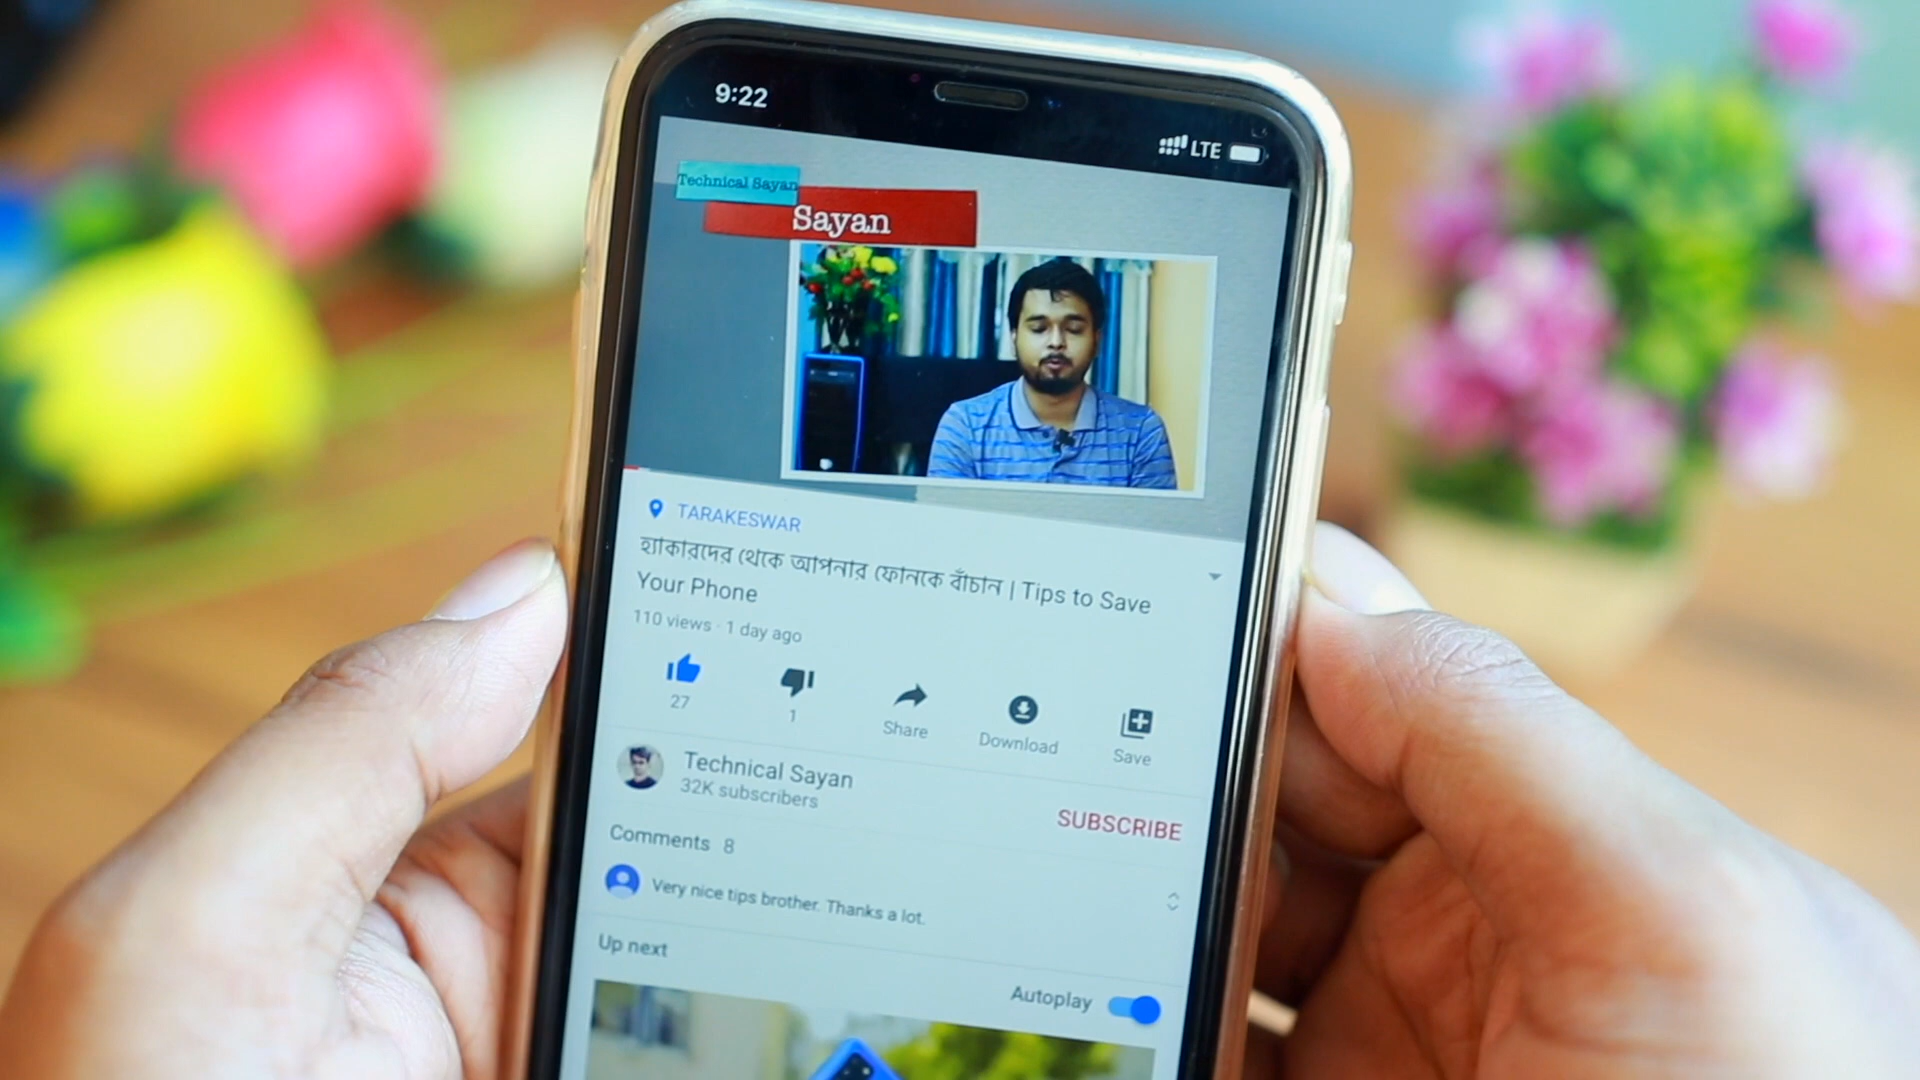 9:22
LTE
Technical Sayan
Sayan
TARAKESWAR
হ্যাকারদের থেকে আপনার ফোনকে বাঁচান | Tips to Save
Your Phone
110 views · 1 day ago
27
1
Share
Download
Save
Technical Sayan
32K subscribers
SUBSCRIBE
Comments 8
Very nice tips brother. Thanks a lot.
Up next
Autoplay